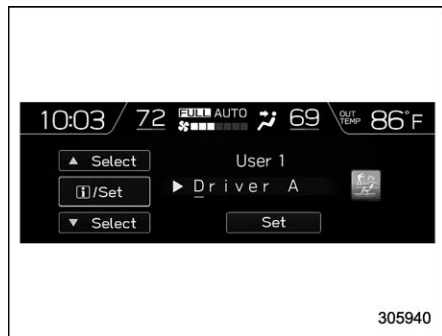 10:03 72 FULL AUTO 69 OUT TEMP 86°F
▲ Select
User 1
i/Set
▶ Driver A
▼ Select
Set
305940